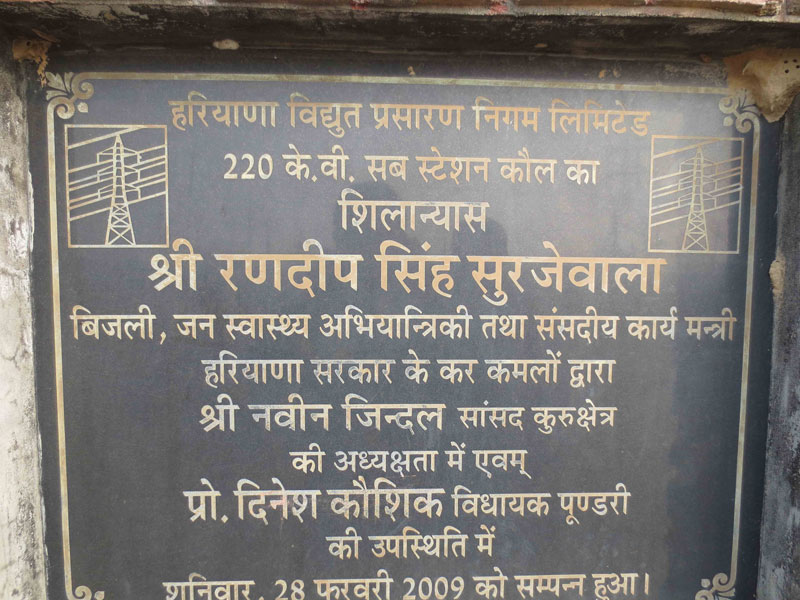 हरियाणा विद्युत प्रसारण निगम लिमिटेड
220 के.वी. सब स्टेशन कौल का
शिलान्यास
श्री रणदीप सिंह सुरजेवाला
बिजली, जन स्वास्थ्य अभियान्त्रिकी तथा संसदीय कार्य मन्त्री
हरियाणा सरकार के कर कमलों द्वारा
श्री नवीन जिन्दल सांसद कुरुक्षेत्र
की अध्यक्षता में एवम्
प्रो. दिनेश कौशिक विधायक पूण्डरी
की उपस्थिति में
शनिवार, 28 फरवरी 2009 को सम्पन्न हुआ।